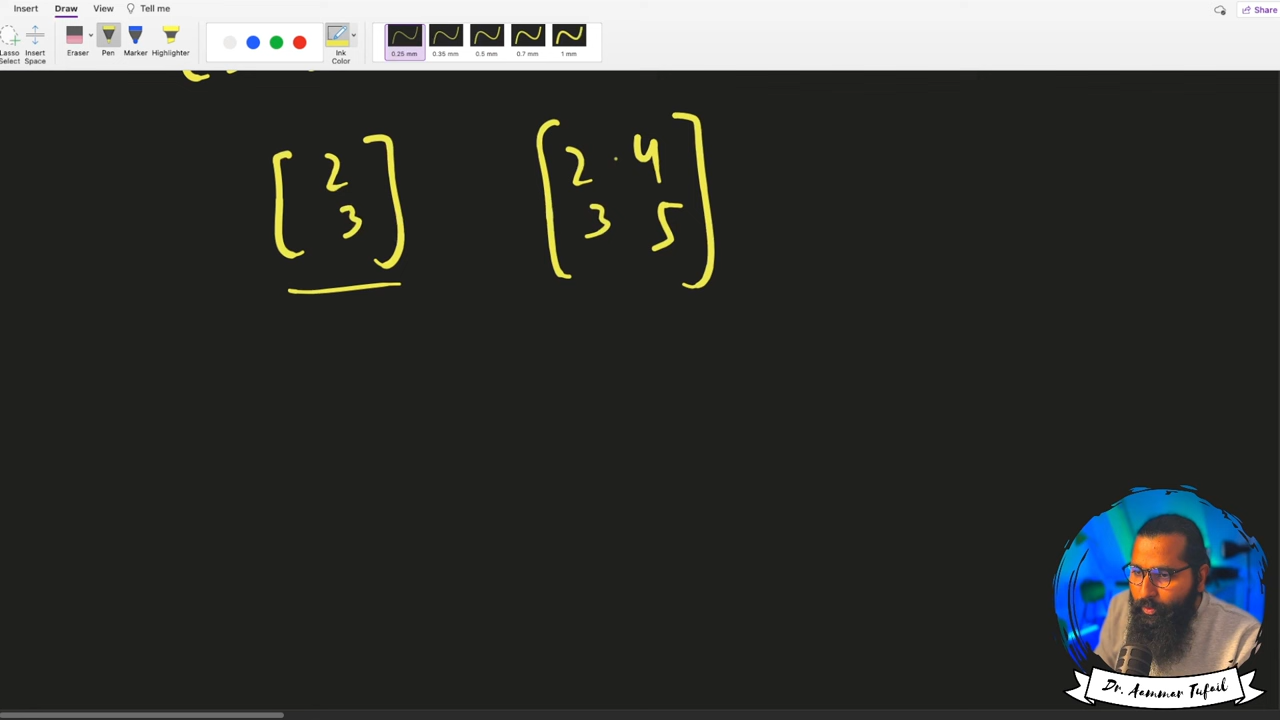 Insert Draw View Tell me
Share
Lasso Select
Insert Space
Eraser
Pen
Marker
Highlighter
Ink Color
0.25 mm
0.35 mm
0.5 mm
0.7 mm
1 mm
[ 2
3 ]
[ 2 4
3 5 ]
Dr. Aammar Tufail